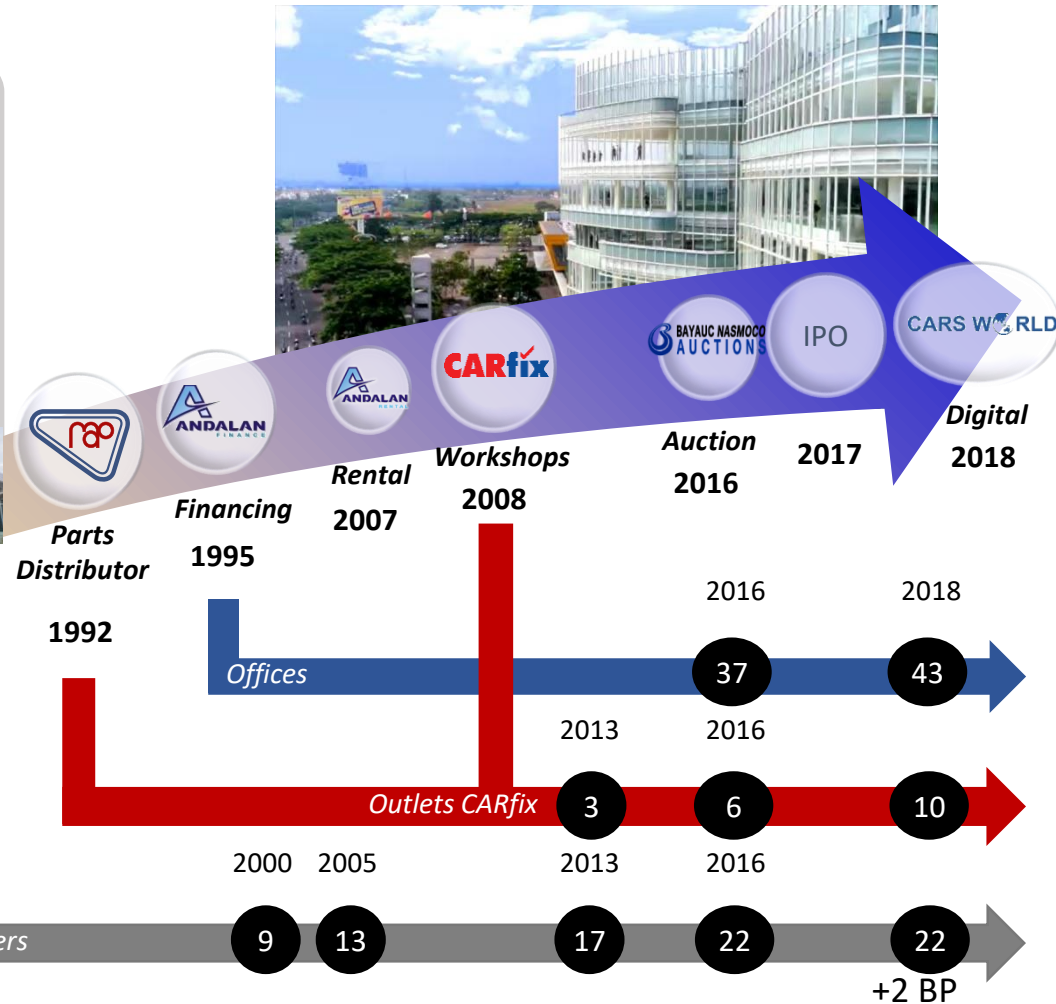 CARS WORLD
BAYAUC NASMOCO
AUCTIONS
IPO
CARfix
ANDALAN
RENTAL
ANDALAN
FINANCE
rap
Digital
2018
Auction
2016
2017
Workshops
2008
Rental
2007
Financing
1995
Parts
Distributor
1992
2016 2018
Offices 37 43
2013 2016
Outlets CARfix 3 6 10
2000 2005 2013 2016
ers 9 13 17 22 22
+2 BP